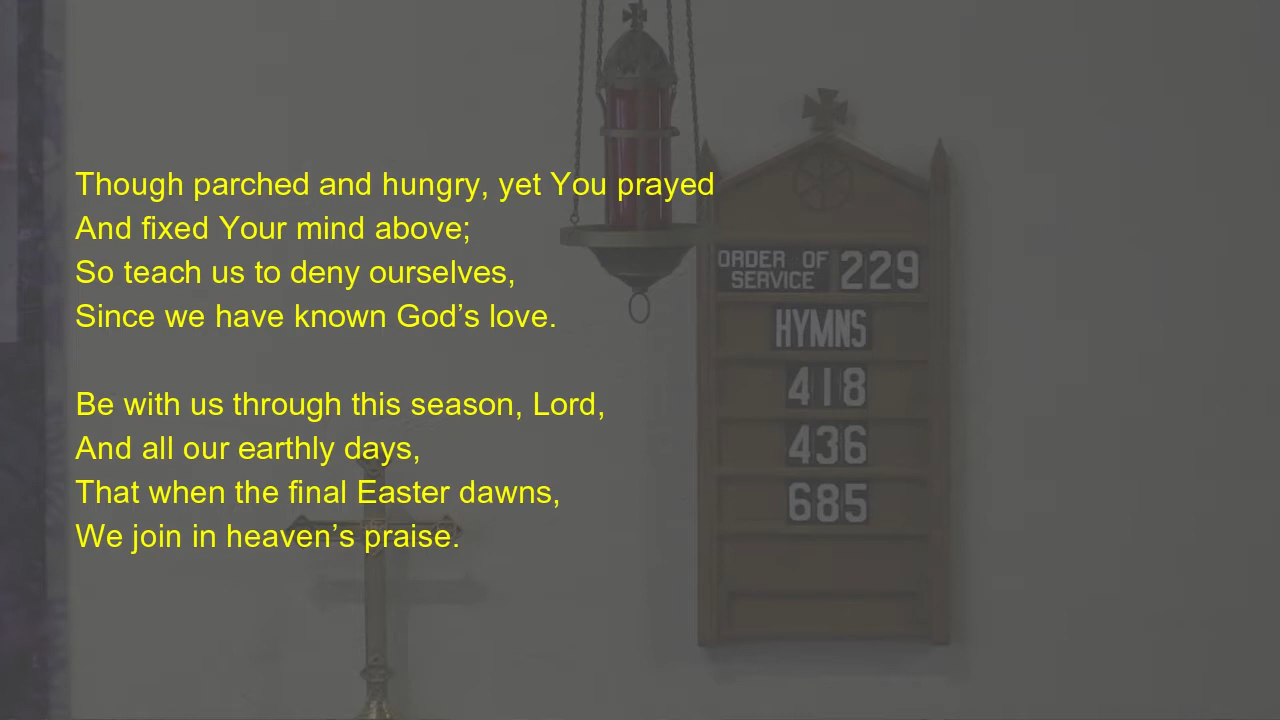 Though parched and hungry, yet You prayed
And fixed Your mind above;
So teach us to deny ourselves,
Since we have known God’s love.

Be with us through this season, Lord,
And all our earthly days,
That when the final Easter dawns,
We join in heaven’s praise.

ORDER OF SERVICE 229
HYMNS
418
436
685